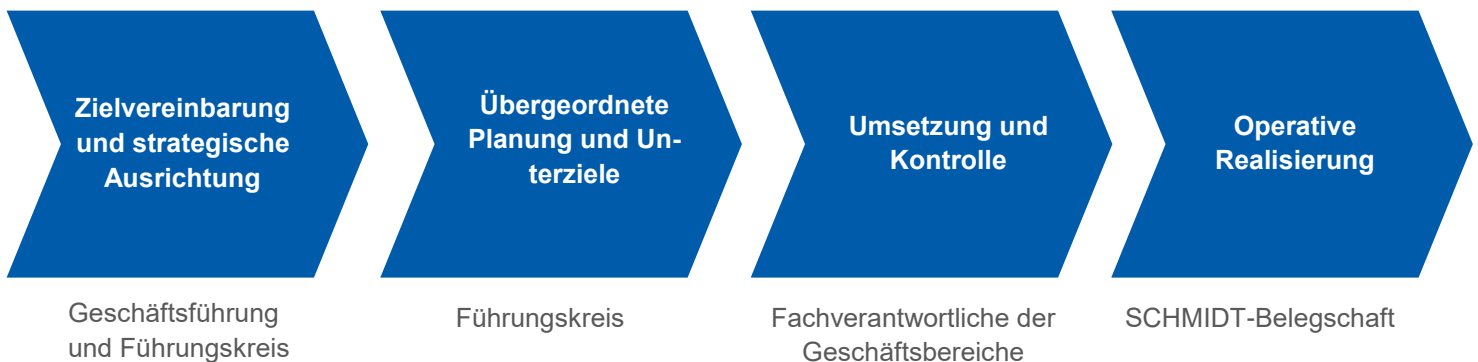 Zielvereinbarung
und strategische
Ausrichtung
Übergeordnete
Planung und Un-
terziele
Umsetzung und
Kontrolle
Operative
Realisierung
Geschäftsführung
und Führungskreis
Führungskreis
Fachverantwortliche der
Geschäftsbereiche
SCHMIDT-Belegschaft